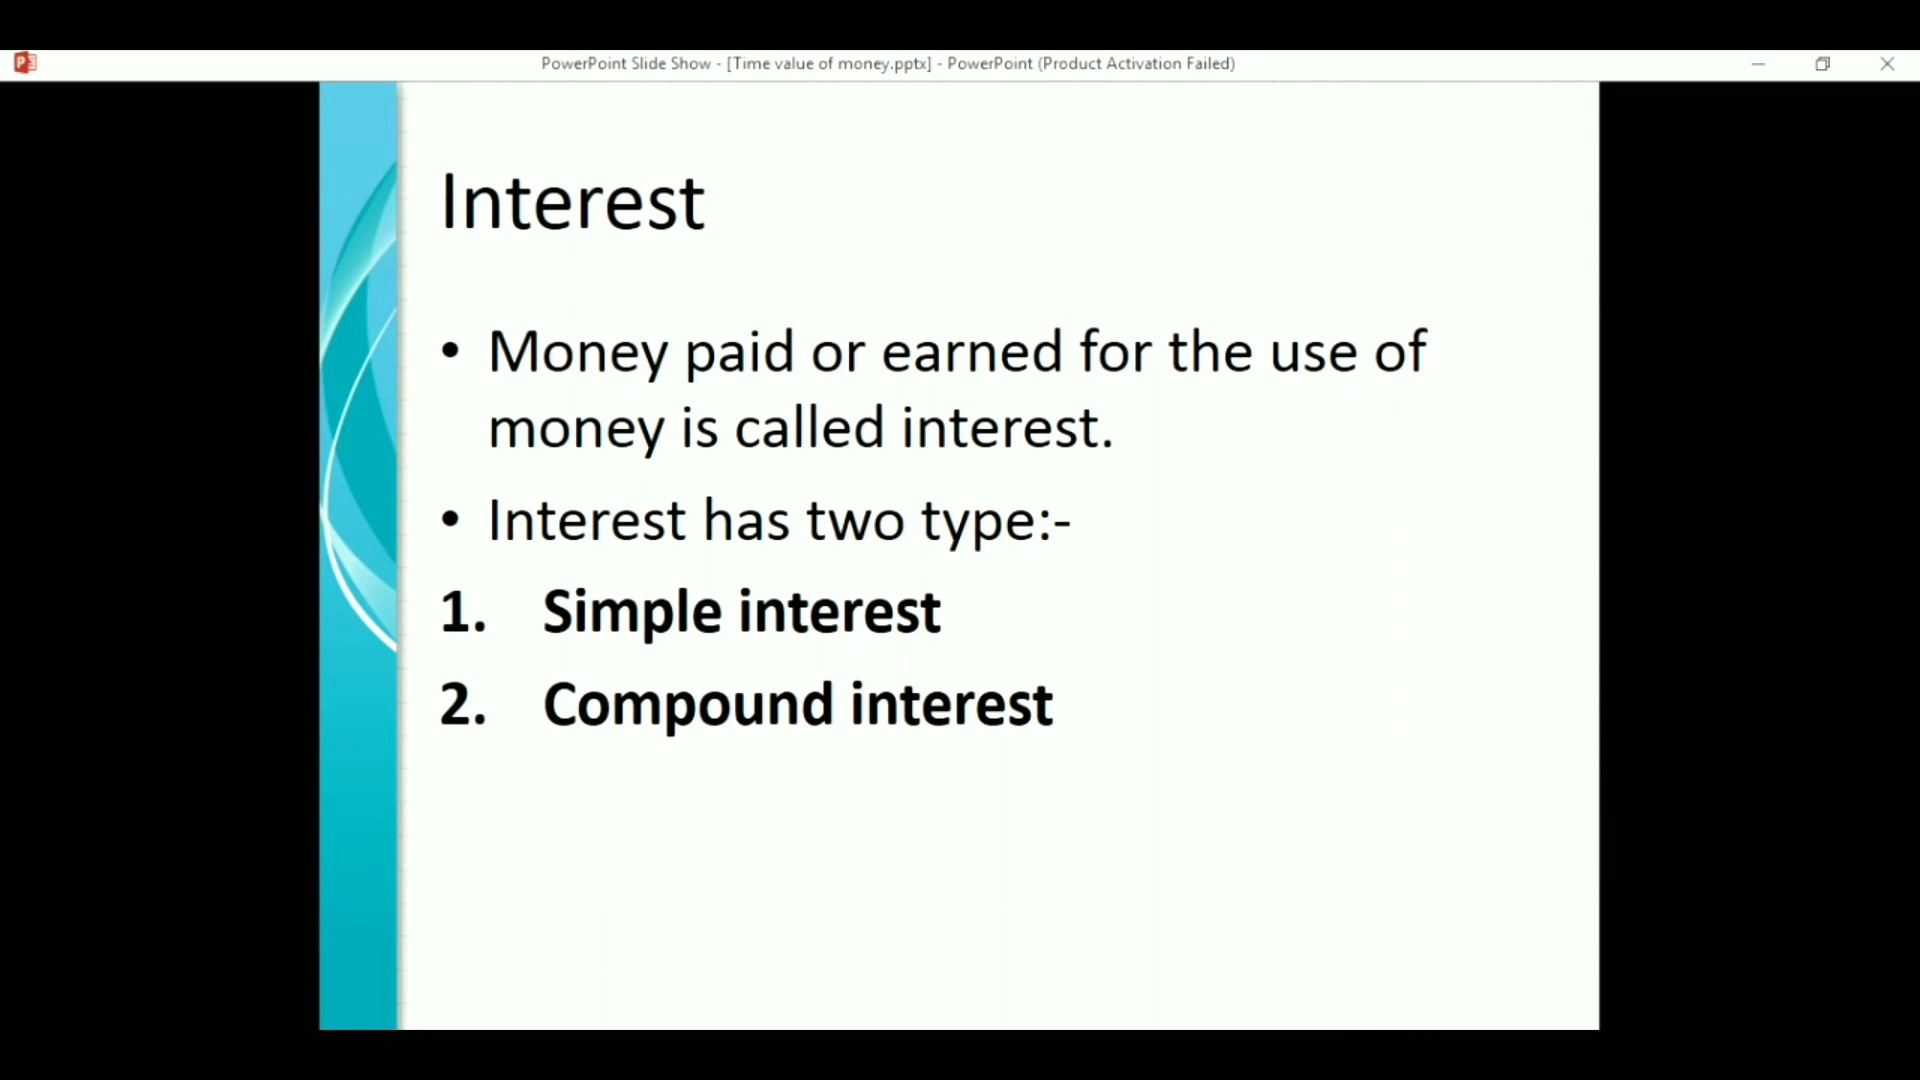 PowerPoint Slide Show - [Time value of money.pptx] - PowerPoint (Product Activation Failed)
Interest
• Money paid or earned for the use of
money is called interest.
• Interest has two type:-
1. Simple interest
2. Compound interest